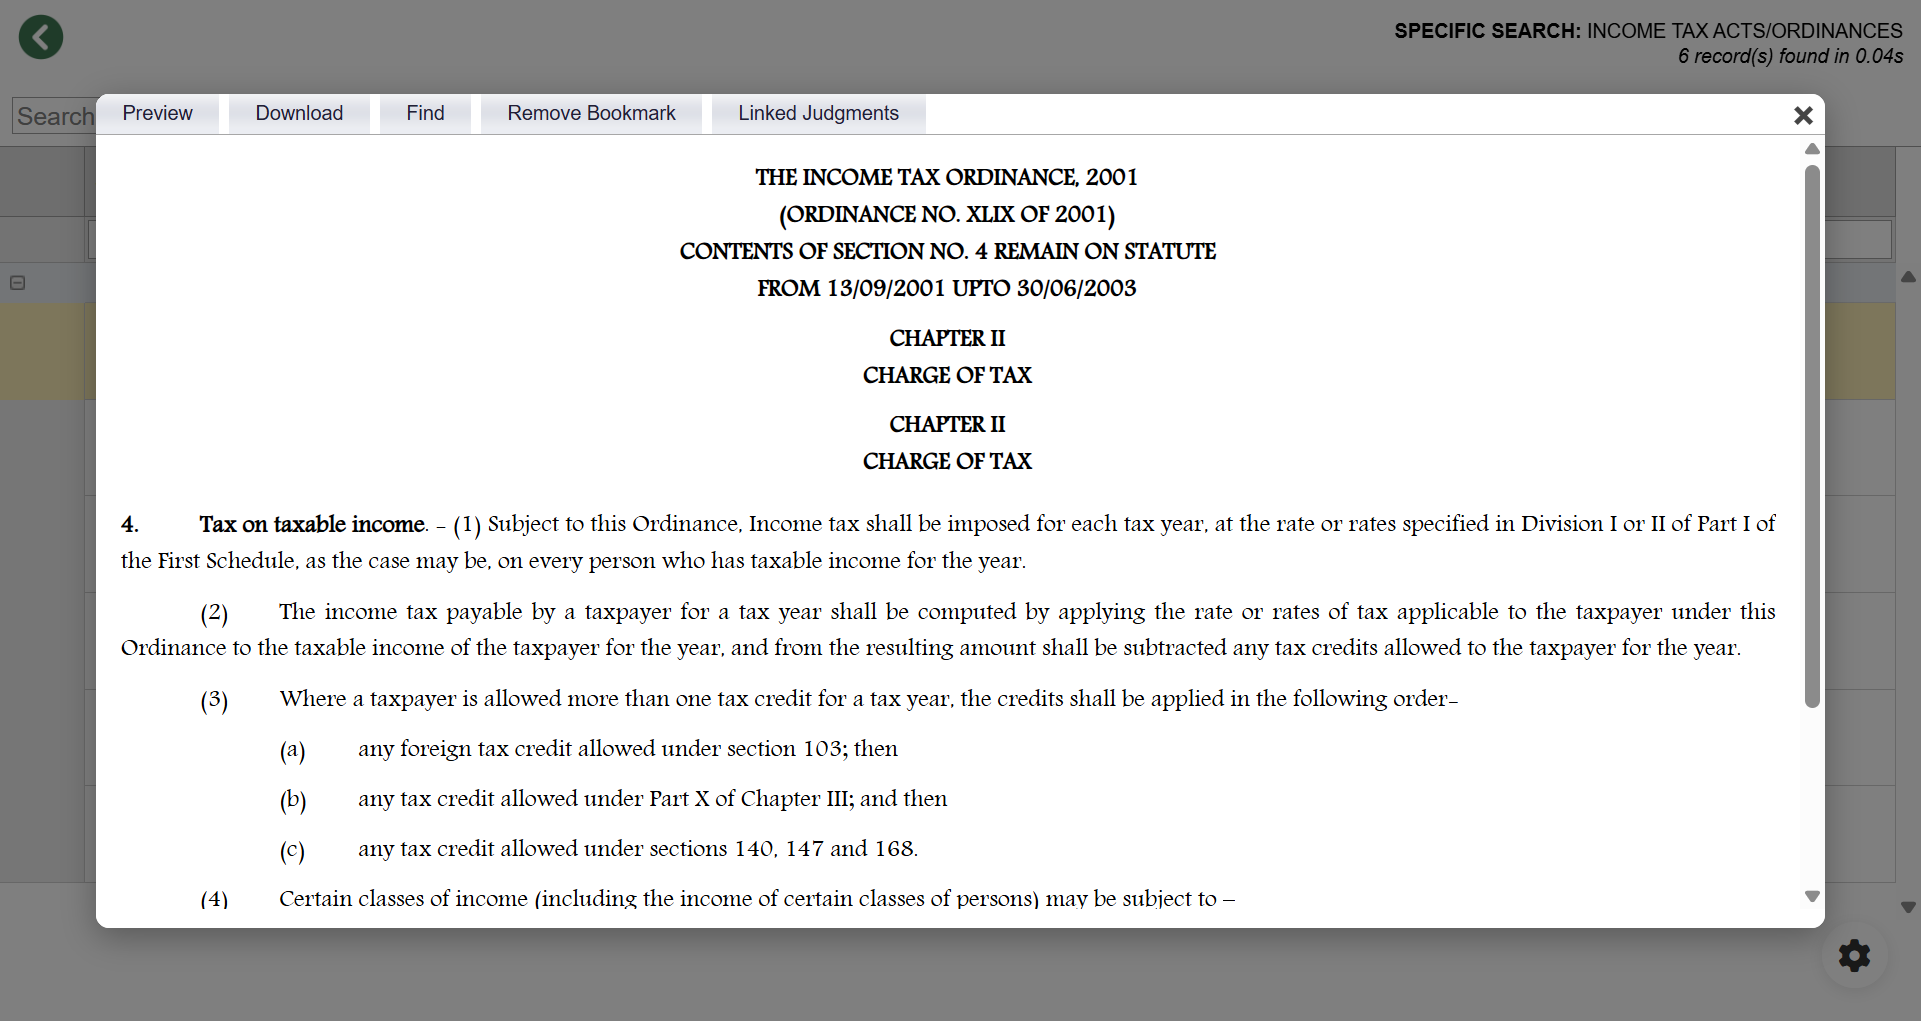 SPECIFIC SEARCH: INCOME TAX ACTS/ORDINANCES
6 record(s) found in 0.04s
Search
Preview
Download
Find
Remove Bookmark
Linked Judgments
THE INCOME TAX ORDINANCE, 2001
(ORDINANCE NO. XLIX OF 2001)
CONTENTS OF SECTION NO. 4 REMAIN ON STATUTE
FROM 13/09/2001 UPTO 30/06/2003
CHAPTER II
CHARGE OF TAX
CHAPTER II
CHARGE OF TAX
4. Tax on taxable income. – (1) Subject to this Ordinance, Income tax shall be imposed for each tax year, at the rate or rates specified in Division I or II of Part I of
the First Schedule, as the case may be, on every person who has taxable income for the year.
(2) The income tax payable by a taxpayer for a tax year shall be computed by applying the rate or rates of tax applicable to the taxpayer under this
Ordinance to the taxable income of the taxpayer for the year, and from the resulting amount shall be subtracted any tax credits allowed to the taxpayer for the year.
(3) Where a taxpayer is allowed more than one tax credit for a tax year, the credits shall be applied in the following order–
(a) any foreign tax credit allowed under section 103; then
(b) any tax credit allowed under Part X of Chapter III; and then
(c) any tax credit allowed under sections 140, 147 and 168.
(4) Certain classes of income (including the income of certain classes of persons) may be subject to –